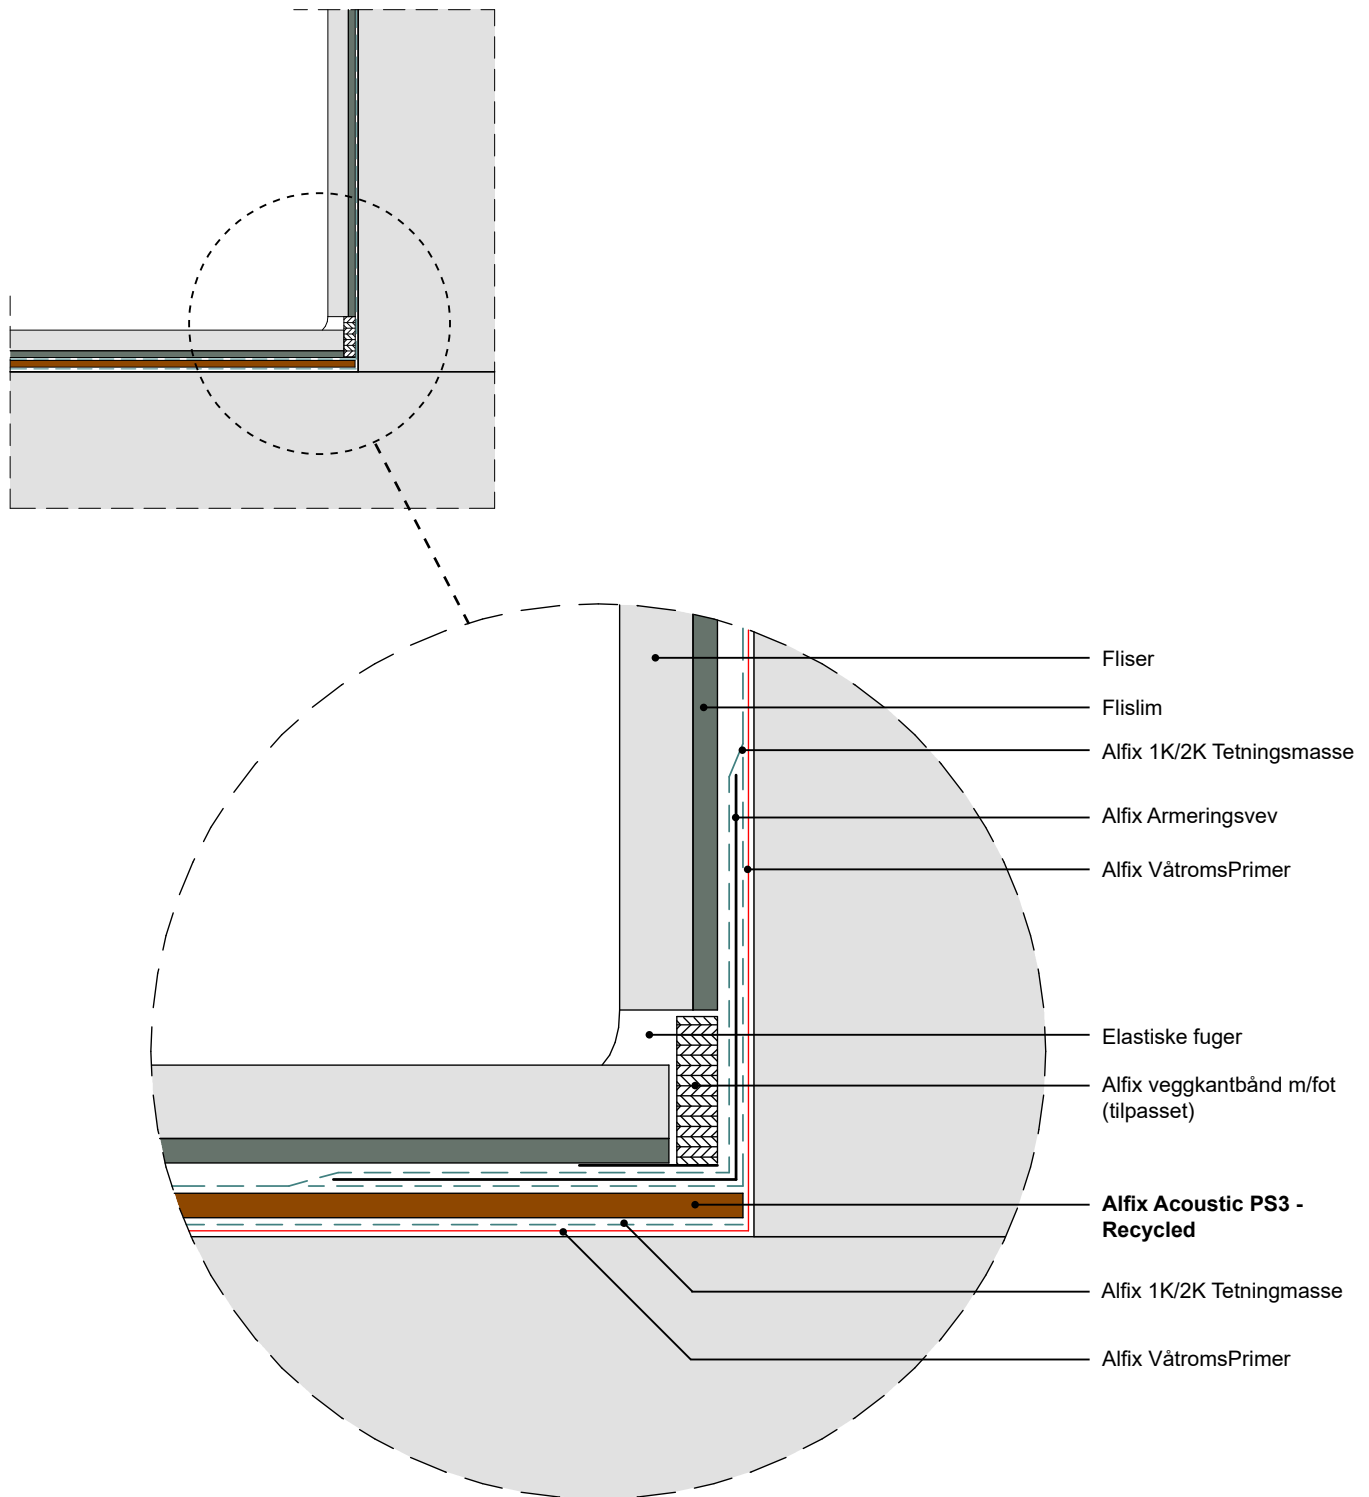 Fliser
Flislim
Alfix 1K/2K Tetningsmasse
Alfix Armeringsvev
Alfix VåtromsPrimer
Elastiske fuger
Alfix veggkantbånd m/fot
(tilpasset)
Alfix Acoustic PS3 -
Recycled
Alfix 1K/2K Tetningmasse
Alfix VåtromsPrimer